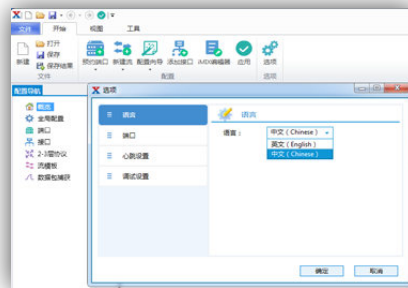 文件 开始 视图 工具
新建
打开
保存
保存结果
预约端口 新建流 配置向导 添加接口 iMIX编辑器 应用 选项
文件 配置 选项
配置导航
概览
全局配置
端口
接口
2-3层协议
流模板
数据包捕获
选项
语言
端口
心跳设置
调试设置
语言
语言： 中文 ( Chinese )
英文 ( English )
中文 ( Chinese )
确定 取消